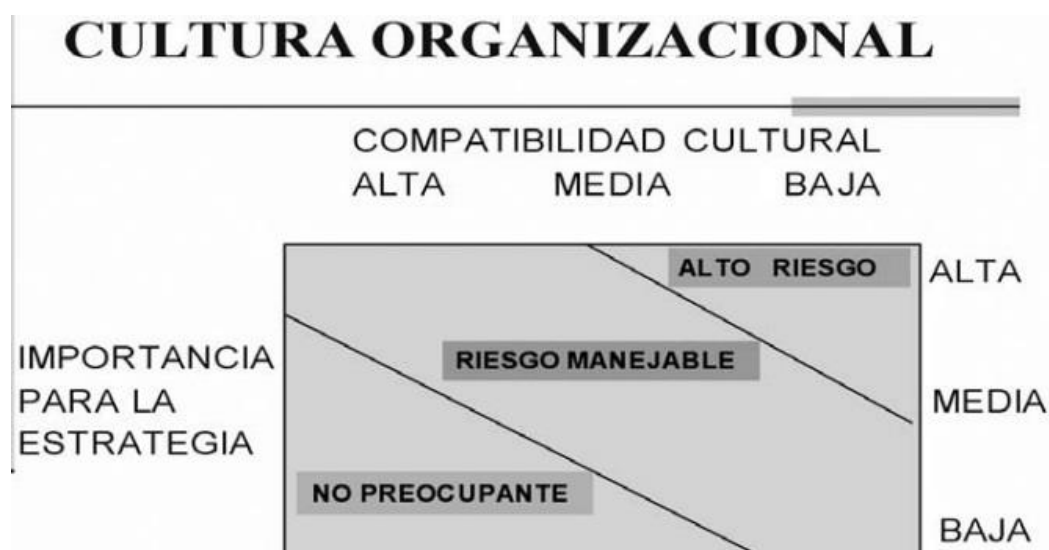 CULTURA ORGANIZACIONAL
COMPATIBILIDAD CULTURAL
ALTA MEDIA BAJA
ALTO RIESGO
ALTA
RIESGO MANEJABLE
IMPORTANCIA
PARA LA
ESTRATEGIA
MEDIA
NO PREOCUPANTE
BAJA